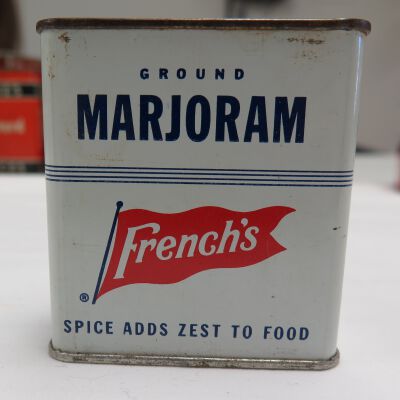 GROUND
MARJORAM
French's
®
SPICE ADDS ZEST TO FOOD